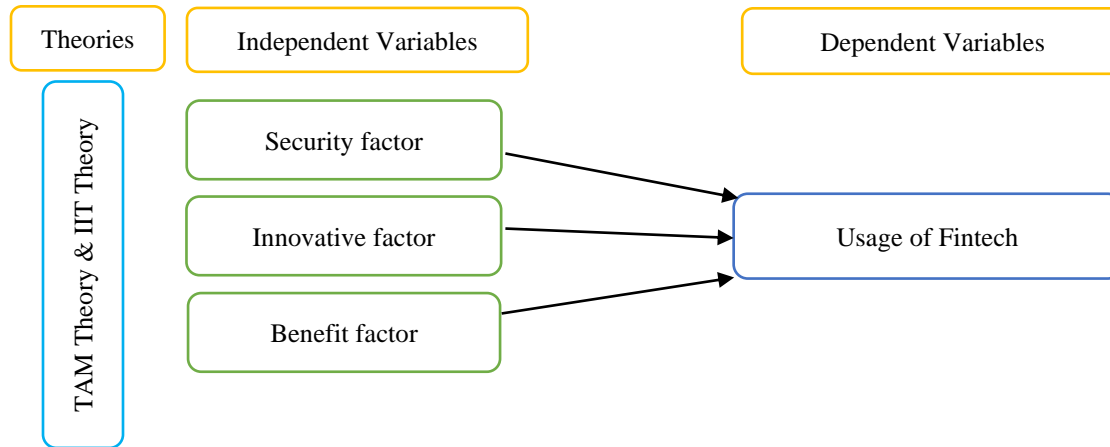 Theories
Independent Variables
Dependent Variables
TAM Theory & IIT Theory
Security factor
Innovative factor
Benefit factor
Usage of Fintech